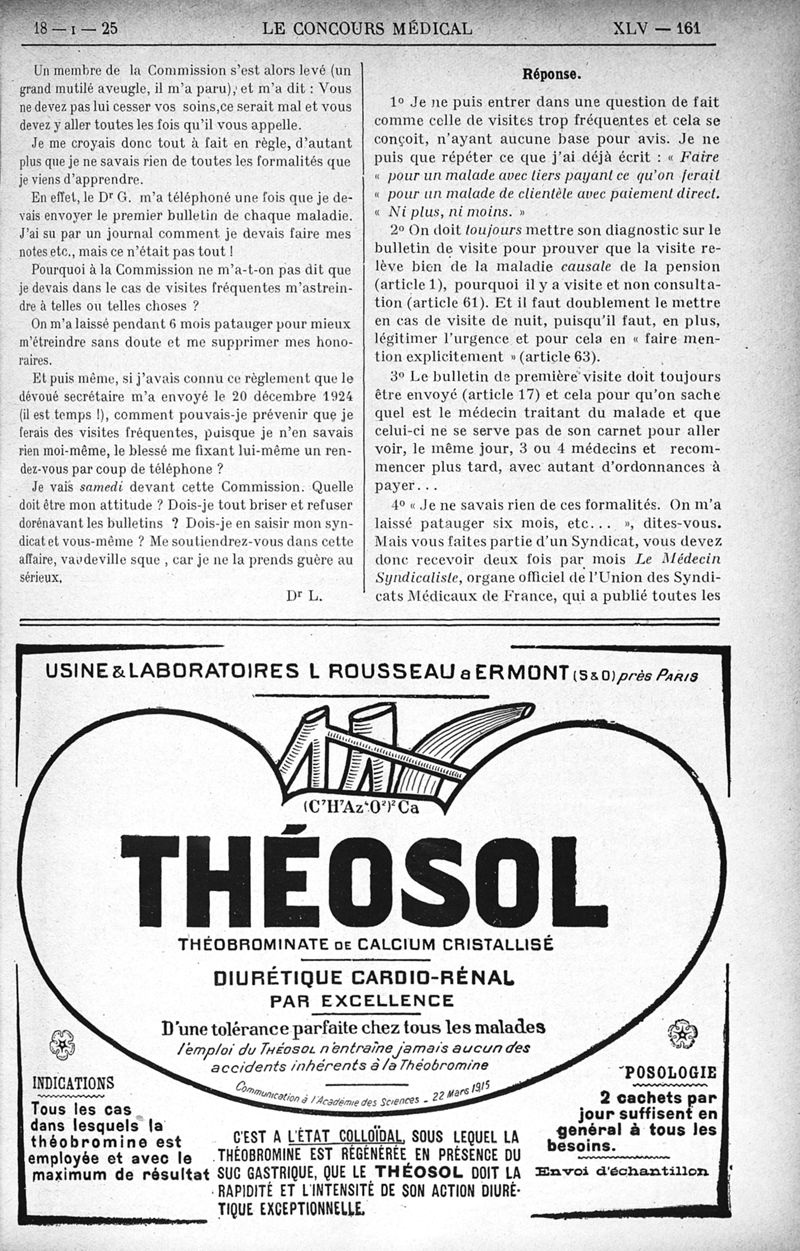 18 — I — 25 LE CONCOURS MÉDICAL XLV — 161
Un membre de la Commission s'est alors levé (un
grand mutilé aveugle, il m'a paru), et m'a dit : Vous
ne devez pas lui cesser vos soins,ce serait mal et vous
devez y aller toutes les fois qu'il vous appelle.
Je me croyais donc tout à fait en règle, d'autant
plus que je ne savais rien de toutes les formalités que
je viens d'apprendre.
En effet, le Dr G. m'a téléphoné une fois que je de-
vais envoyer le premier bulletin de chaque maladie.
J'ai su par un journal comment je devais faire mes
notes etc., mais ce n'était pas tout !
Pourquoi à la Commission ne m'a-t-on pas dit que
je devais dans le cas de visites fréquentes m'astrein-
dre à telles ou telles choses ?
On m'a laissé pendant 6 mois patauger pour mieux
m'étreindre sans doute et me supprimer mes hono-
raires.
Et puis même, si j'avais connu ce règlement que le
dévoué secrétaire m'a envoyé le 20 décembre 1924
(il est temps !), comment pouvais-je prévenir que je
ferais des visites fréquentes, puisque je n'en savais
rien moi-même, le blessé me fixant lui-même un ren-
dez-vous par coup de téléphone ?
Je vais samedi devant cette Commission. Quelle
doit être mon attitude ? Dois-je tout briser et refuser
dorénavant les bulletins ? Dois-je en saisir mon syn-
dicat et vous-même ? Me soutiendrez-vous dans cette
affaire, vaudeville sque , car je ne la prends guère au
sérieux.
Dr L.
Réponse.
1º Je ne puis entrer dans une question de fait
comme celle de visites trop fréquentes et cela se
conçoit, n'ayant aucune base pour avis. Je ne
puis que répéter ce que j'ai déjà écrit : « Faire
« pour un malade avec tiers payant ce qu'on ferait
« pour un malade de clientèle avec paiement direct.
« Ni plus, ni moins. »
2º On doit toujours mettre son diagnostic sur le
bulletin de visite pour prouver que la visite re-
lève bien de la maladie causale de la pension
(article 1), pourquoi il y a visite et non consulta-
tion (article 61). Et il faut doublement le mettre
en cas de visite de nuit, puisqu'il faut, en plus,
légitimer l'urgence et pour cela en « faire men-
tion explicitement » (article 63).
3º Le bulletin de première visite doit toujours
être envoyé (article 17) et cela pour qu'on sache
quel est le médecin traitant du malade et que
celui-ci ne se serve pas de son carnet pour aller
voir, le même jour, 3 ou 4 médecins et recom-
mencer plus tard, avec autant d'ordonnances à
payer...
4º « Je ne savais rien de ces formalités. On m'a
laissé patauger six mois, etc... », dites-vous.
Mais vous faites partie d'un Syndicat, vous devez
donc recevoir deux fois par mois Le Médecin
Syndicaliste, organe officiel de l'Union des Syndi-
cats Médicaux de France, qui a publié toutes les
USINE & LABORATOIRES L ROUSSEAU à ERMONT (S & O) près PARIS
(C⁷H⁷Az⁴O²)²Ca
THÉOSOL
THÉOBROMINATE DE CALCIUM CRISTALLISÉ
DIURÉTIQUE CARDIO-RÉNAL
PAR EXCELLENCE
D'une tolérance parfaite chez tous les malades
l'emploi du THÉOSOL n'entraîne jamais aucun des
accidents inhérents à la Théobromine
Communication à l'Académie des Sciences - 22 Mars 1915
INDICATIONS
Tous les cas
dans lesquels la
théobromine est
employée et avec le
maximum de résultat
C'EST A L'ÉTAT COLLOÏDAL, SOUS LEQUEL LA
THÉOBROMINE EST RÉGÉNÉRÉE EN PRÉSENCE DU
SUC GASTRIQUE, QUE LE THÉOSOL DOIT LA
RAPIDITÉ ET L'INTENSITÉ DE SON ACTION DIURÉ-
TIQUE EXCEPTIONNELLE.
POSOLOGIE
2 cachets par
jour suffisent en
général à tous les
besoins.
Envoi d'échantillon